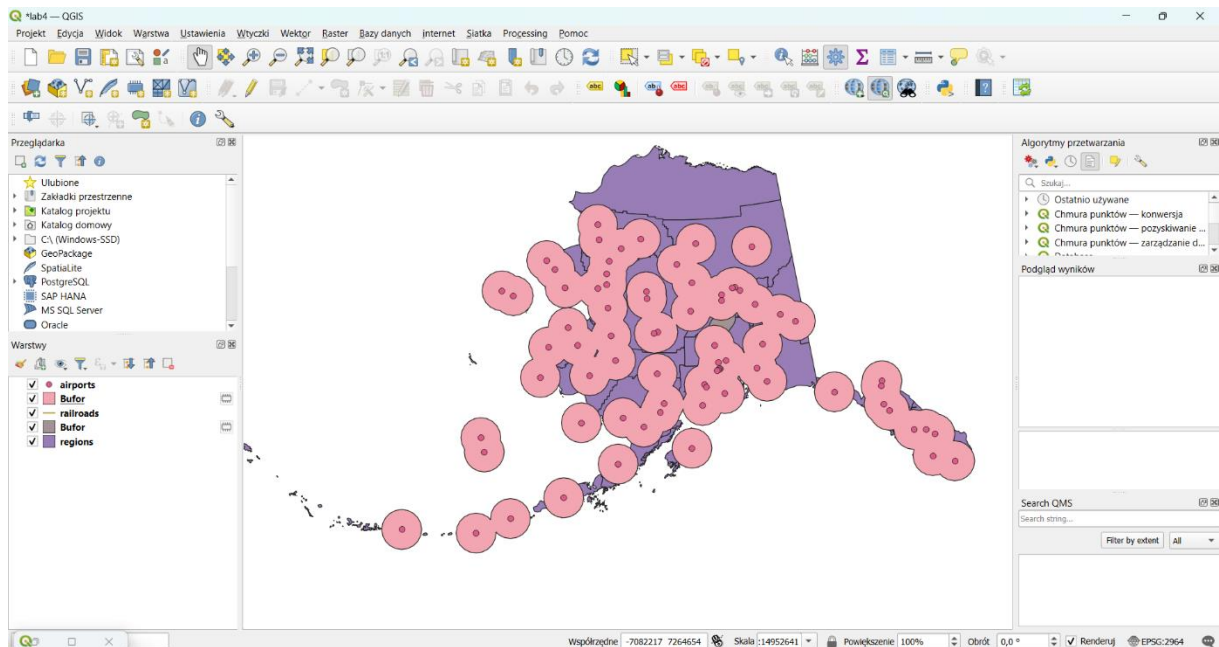 *lab4 — QGIS
Projekt Edycja Widok Warstwa Ustawienia Wtyczki Wektor Raster Bazy danych internet Siatka Processing Pomoc
Przeglądarka
Ulubione
Zakładki przestrzenne
Katalog projektu
Katalog domowy
C:\ (Windows-SSD)
GeoPackage
SpatiaLite
PostgreSQL
SAP HANA
MS SQL Server
Oracle
Warstwy
airports
Bufor
railroads
Bufor
regions
Algorytmy przetwarzania
Szukaj...
Ostatnio używane
Chmura punktów — konwersja
Chmura punktów — pozyskiwanie ...
Chmura punktów — zarządzanie d...
Podgląd wyników
Search QMS
Search string...
Filter by extent All
Współrzędne -7082217 7264654 Skala :14952641 Powiększenie 100% Obrót 0,0 ° Renderuj EPSG:2964